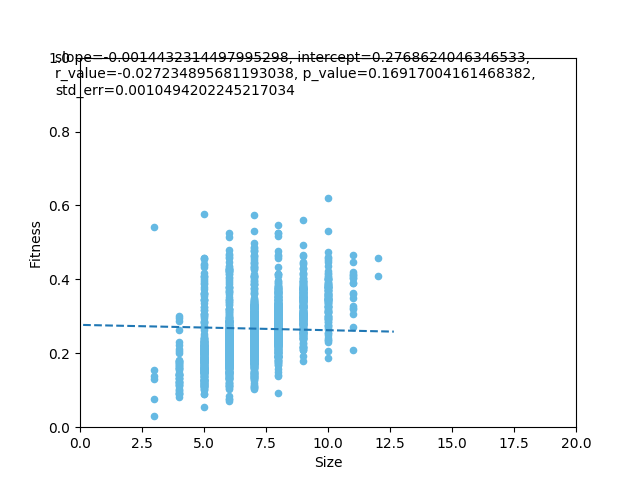 slope=-0.0014432314497995298, intercept=0.2768624046346533,
r_value=-0.027234895681193038, p_value=0.16917004161468382,
std_err=0.0010494202245217034
1.0
0.8
0.6
0.4
0.2
0.0
Fitness
0.0 2.5 5.0 7.5 10.0 12.5 15.0 17.5 20.0
Size